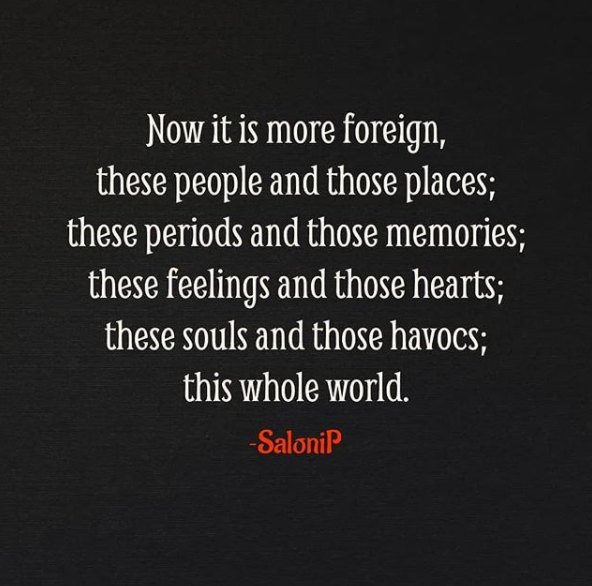 Now it is more foreign,
these people and those places;
these periods and those memories;
these feelings and those hearts;
these souls and those havocs;
this whole world.
-SaloniP